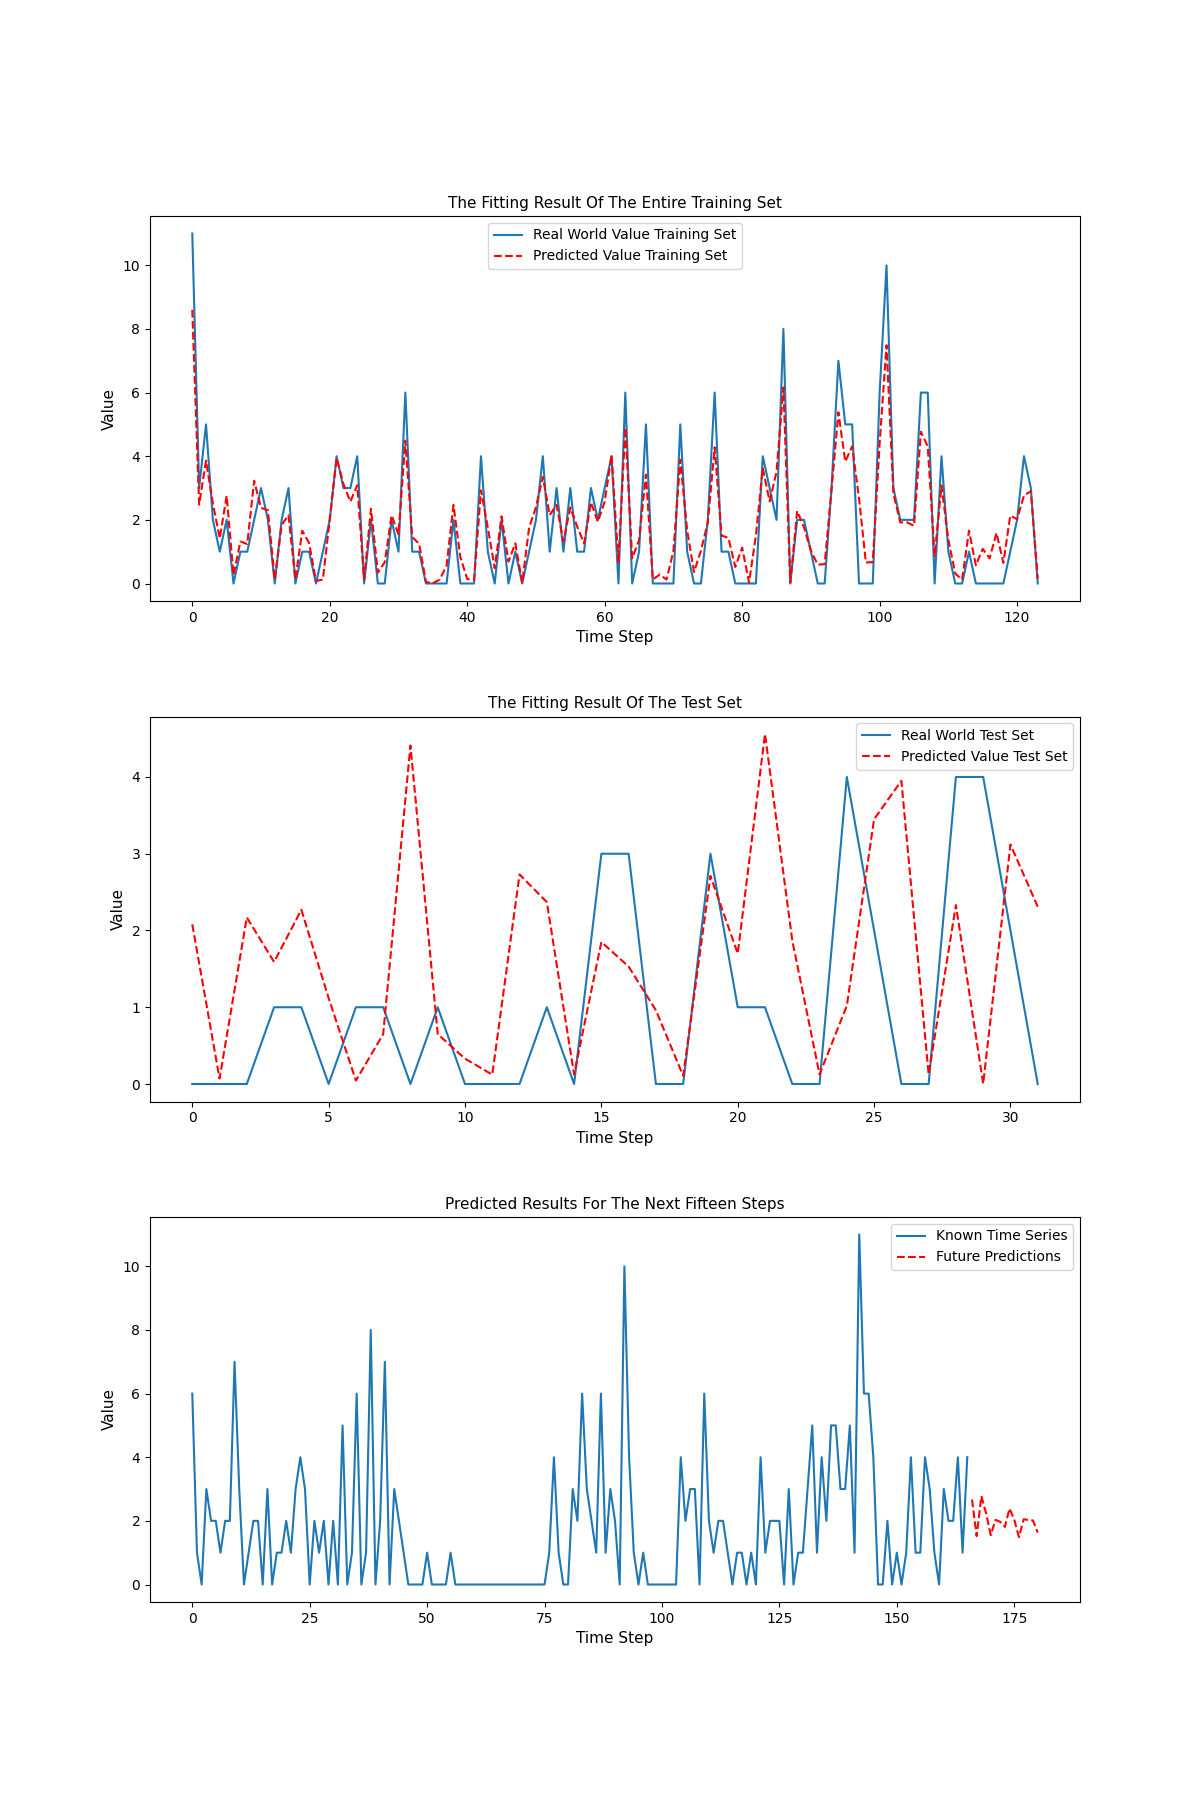 The Fitting Result Of The Entire Training Set
Real World Value Training Set
Predicted Value Training Set
Value
10
8
6
4
2
0
0 20 40 60 80 100 120
Time Step
The Fitting Result Of The Test Set
Real World Test Set
Predicted Value Test Set
Value
4
3
2
1
0
0 5 10 15 20 25 30
Time Step
Predicted Results For The Next Fifteen Steps
Known Time Series
Future Predictions
Value
10
8
6
4
2
0
0 25 50 75 100 125 150 175
Time Step